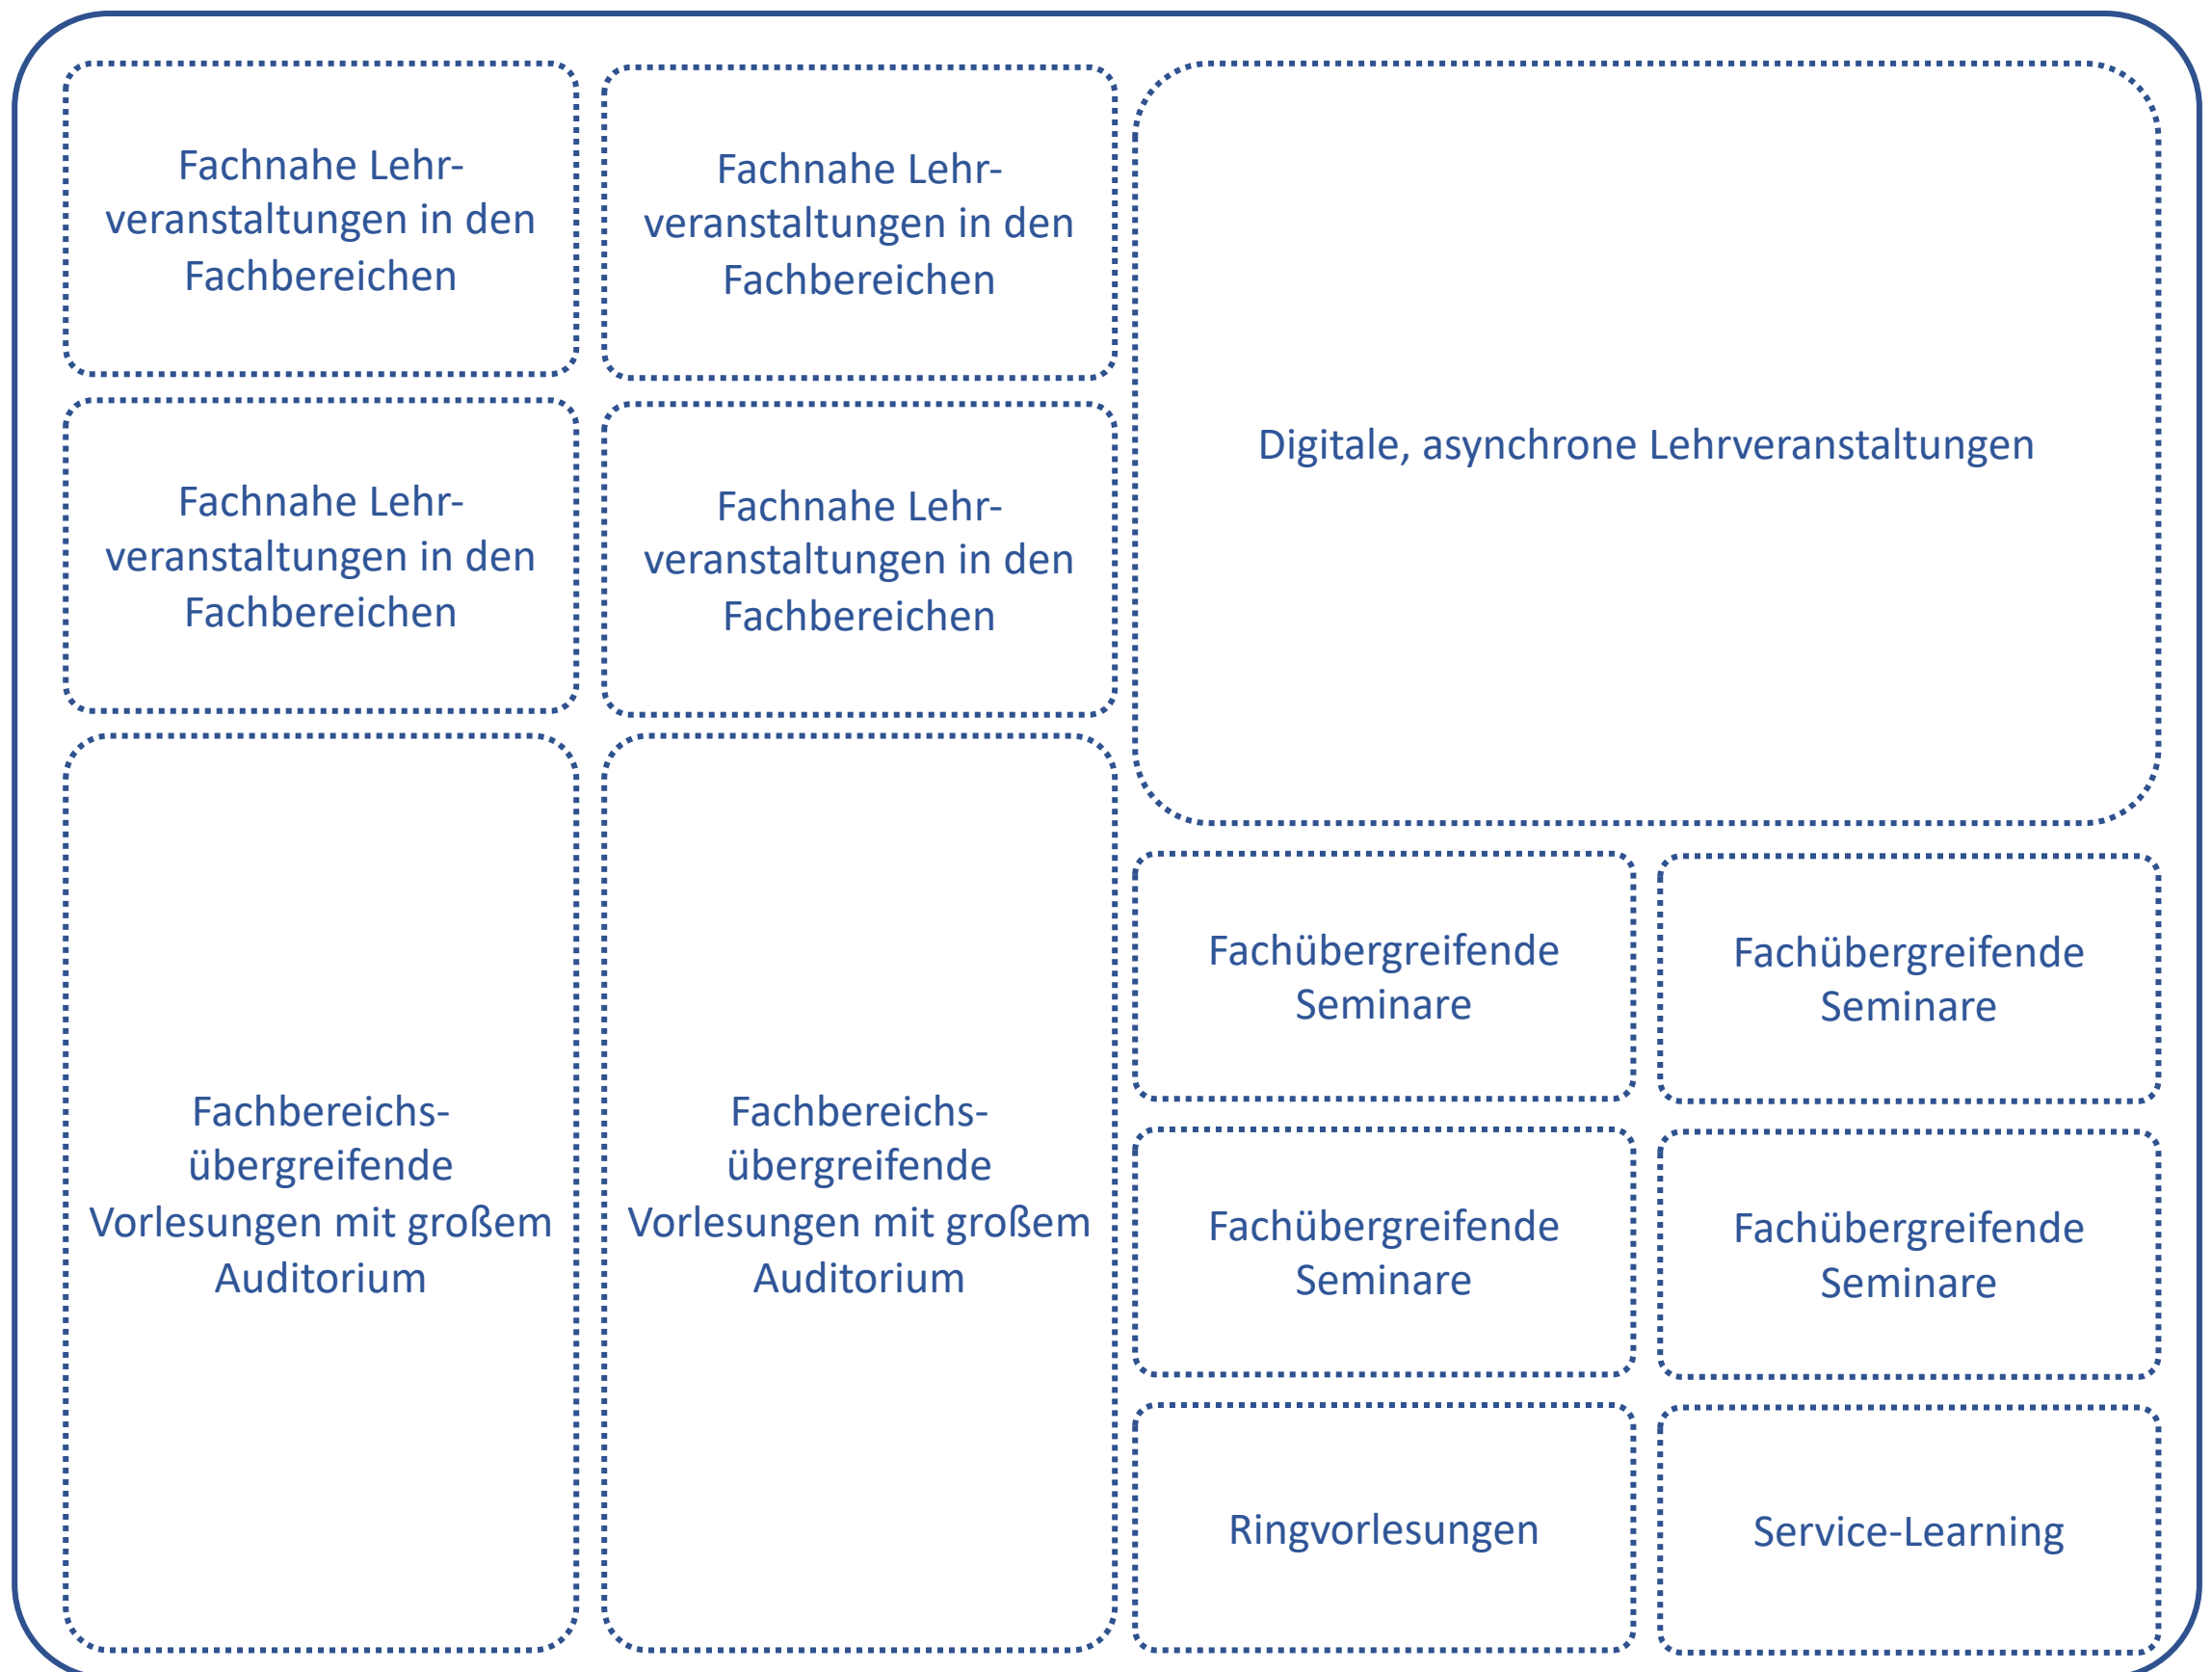 Fachnahe Lehr-
veranstaltungen in den
Fachbereichen
Fachnahe Lehr-
veranstaltungen in den
Fachbereichen
Digitale, asynchrone Lehrveranstaltungen
Fachnahe Lehr-
veranstaltungen in den
Fachbereichen
Fachnahe Lehr-
veranstaltungen in den
Fachbereichen
Fachbereichs-
übergreifende
Vorlesungen mit großem
Auditorium
Fachbereichs-
übergreifende
Vorlesungen mit großem
Auditorium
Fachübergreifende
Seminare
Fachübergreifende
Seminare
Fachübergreifende
Seminare
Fachübergreifende
Seminare
Ringvorlesungen
Service-Learning